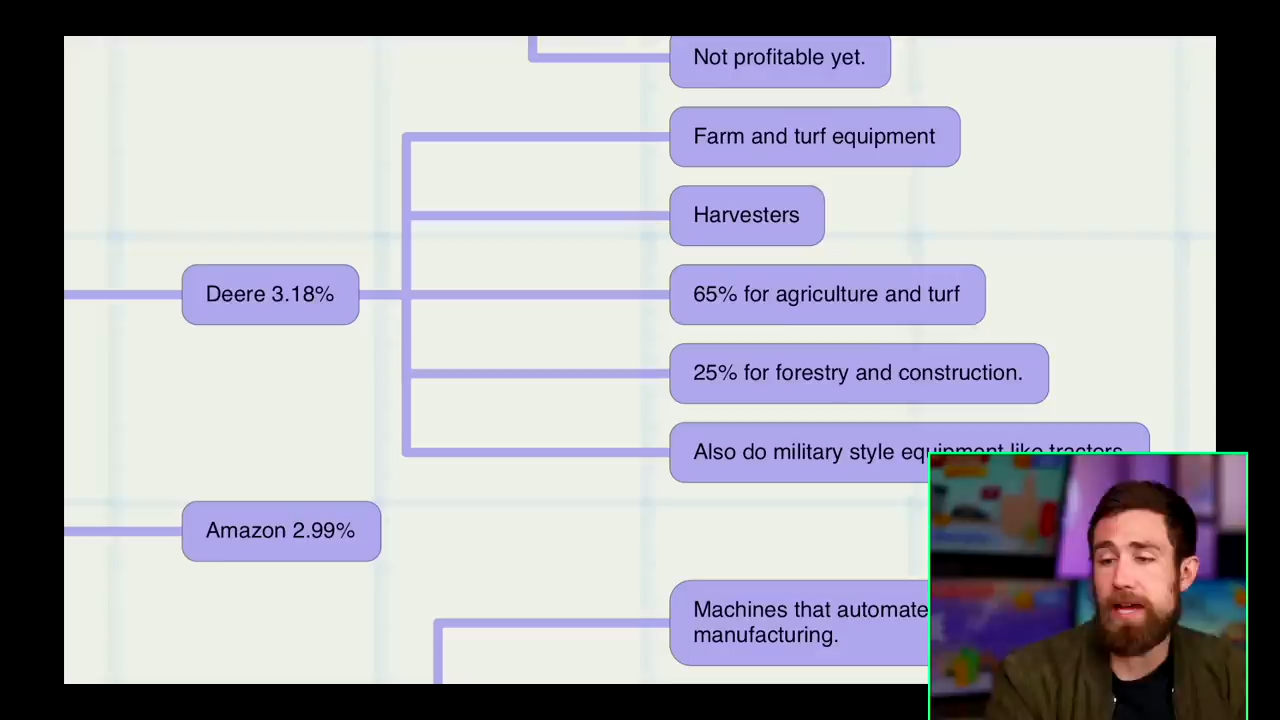 Not profitable yet.
Farm and turf equipment
Harvesters
Deere 3.18%
65% for agriculture and turf
25% for forestry and construction.
Also do military style equipment like tractors
Amazon 2.99%
Machines that automate
manufacturing.